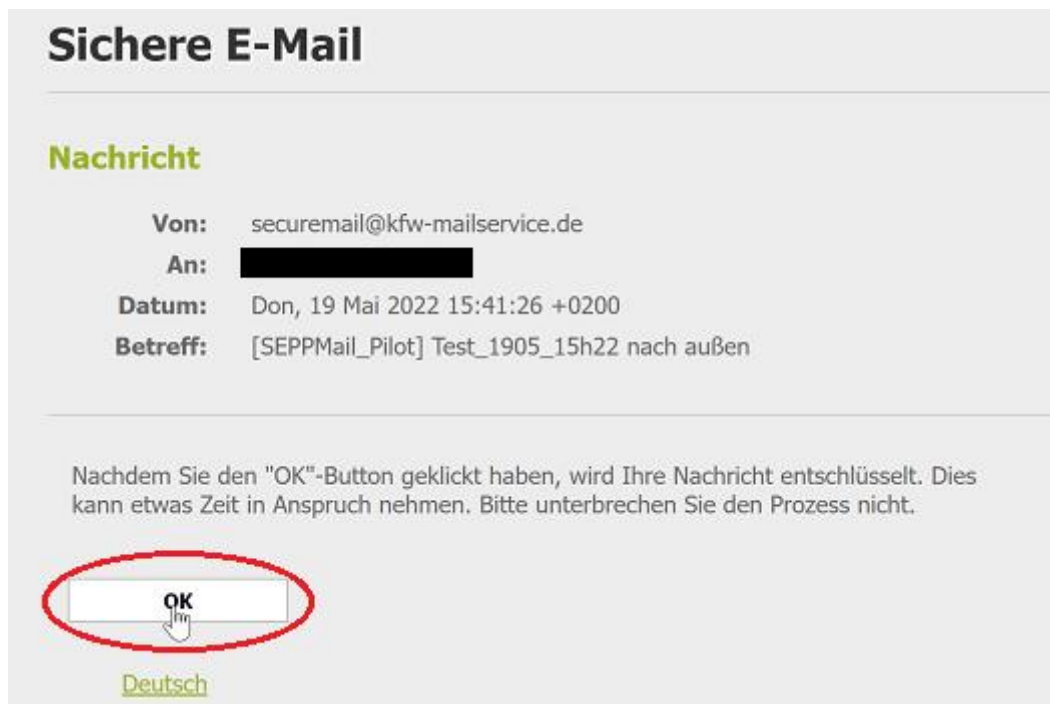 Sichere E-Mail
Nachricht
Von: securemail@kfw-mailservice.de
An:
Datum: Don, 19 Mai 2022 15:41:26 +0200
Betreff: [SEPPMail_Pilot] Test_1905_15h22 nach außen
Nachdem Sie den "OK"-Button geklickt haben, wird Ihre Nachricht entschlüsselt. Dies
kann etwas Zeit in Anspruch nehmen. Bitte unterbrechen Sie den Prozess nicht.
OK
Deutsch